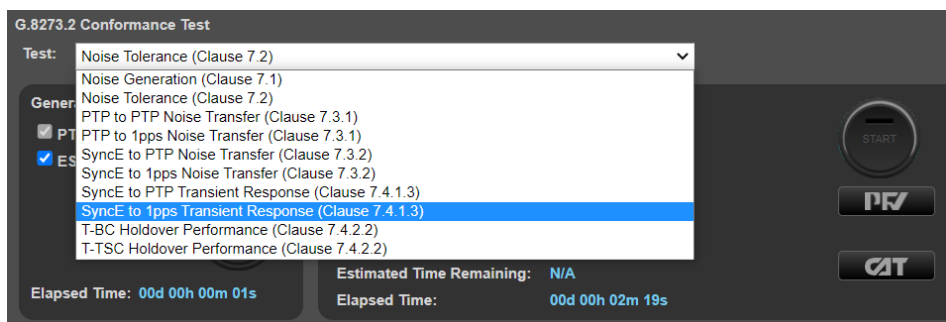 G.8273.2 Conformance Test
Test: Noise Tolerance (Clause 7.2)
Noise Generation (Clause 7.1)
Noise Tolerance (Clause 7.2)
PTP to PTP Noise Transfer (Clause 7.3.1)
PTP to 1pps Noise Transfer (Clause 7.3.1)
SyncE to PTP Noise Transfer (Clause 7.3.2)
SyncE to 1pps Noise Transfer (Clause 7.3.2)
SyncE to PTP Transient Response (Clause 7.4.1.3)
SyncE to 1pps Transient Response (Clause 7.4.1.3)
T-BC Holdover Performance (Clause 7.4.2.2)
T-TSC Holdover Performance (Clause 7.4.2.2)
Gener
PT
ES
START
PFV
CAT
Estimated Time Remaining: N/A
Elapsed Time: 00d 00h 00m 01s
Elapsed Time: 00d 00h 02m 19s